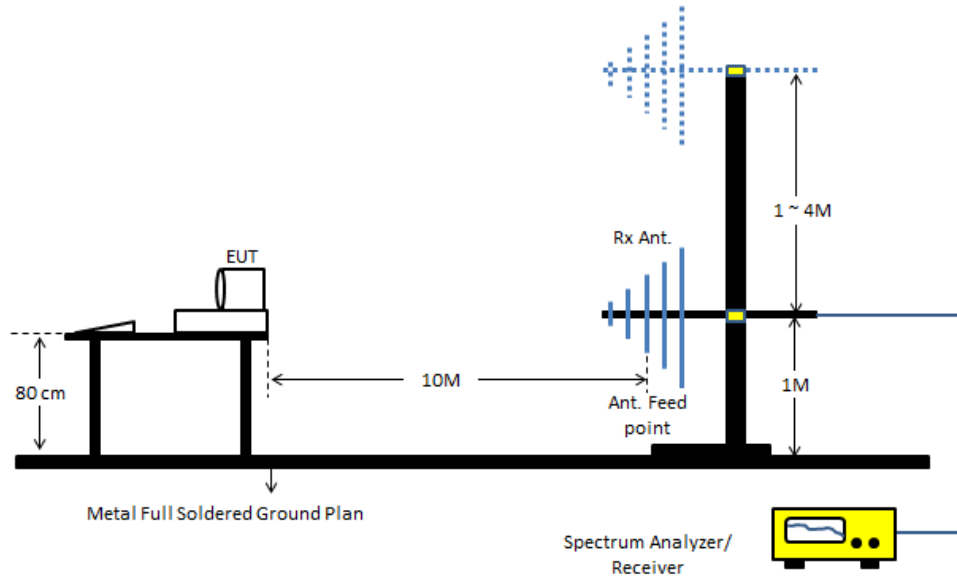 1 ~ 4M
Rx Ant.
EUT
10M
80 cm
1M
Ant. Feed
point
Metal Full Soldered Ground Plan
Spectrum Analyzer/
Receiver